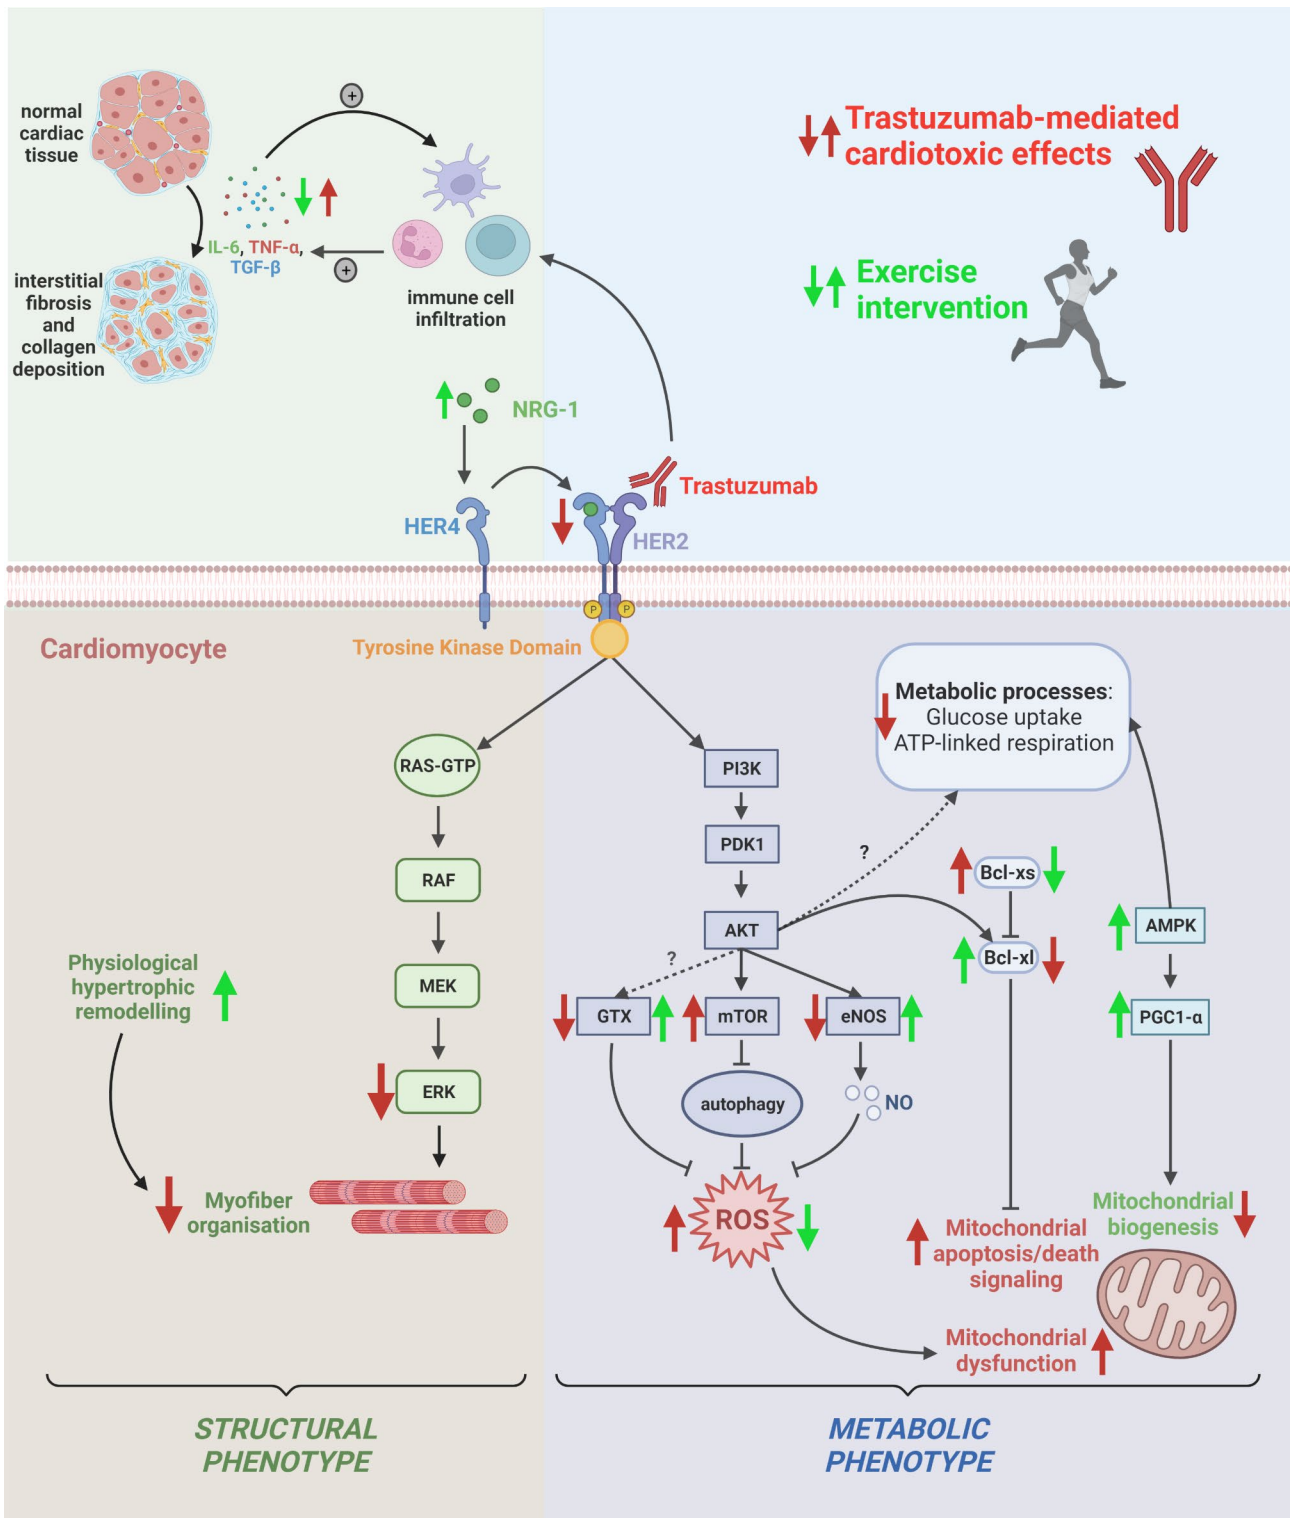 normal
cardiac
tissue
+
Trastuzumab-mediated
cardiotoxic effects
IL-6, TNF-α,
TGF-β
+
immune cell
infiltration
interstitial
fibrosis
and
collagen
deposition
Exercise
intervention
NRG-1
Trastuzumab
HER4
HER2
P
P
Cardiomyocyte
Tyrosine Kinase Domain
Metabolic processes:
Glucose uptake
ATP-linked respiration
RAS-GTP
RAF
MEK
ERK
Physiological
hypertrophic
remodelling
Myofiber
organisation
PI3K
PDK1
AKT
?
?
GTX
mTOR
eNOS
autophagy
NO
ROS
Bcl-xs
Bcl-xl
AMPK
PGC1-α
Mitochondrial
biogenesis
Mitochondrial
apoptosis/death
signaling
Mitochondrial
dysfunction
STRUCTURAL
PHENOTYPE
METABOLIC
PHENOTYPE